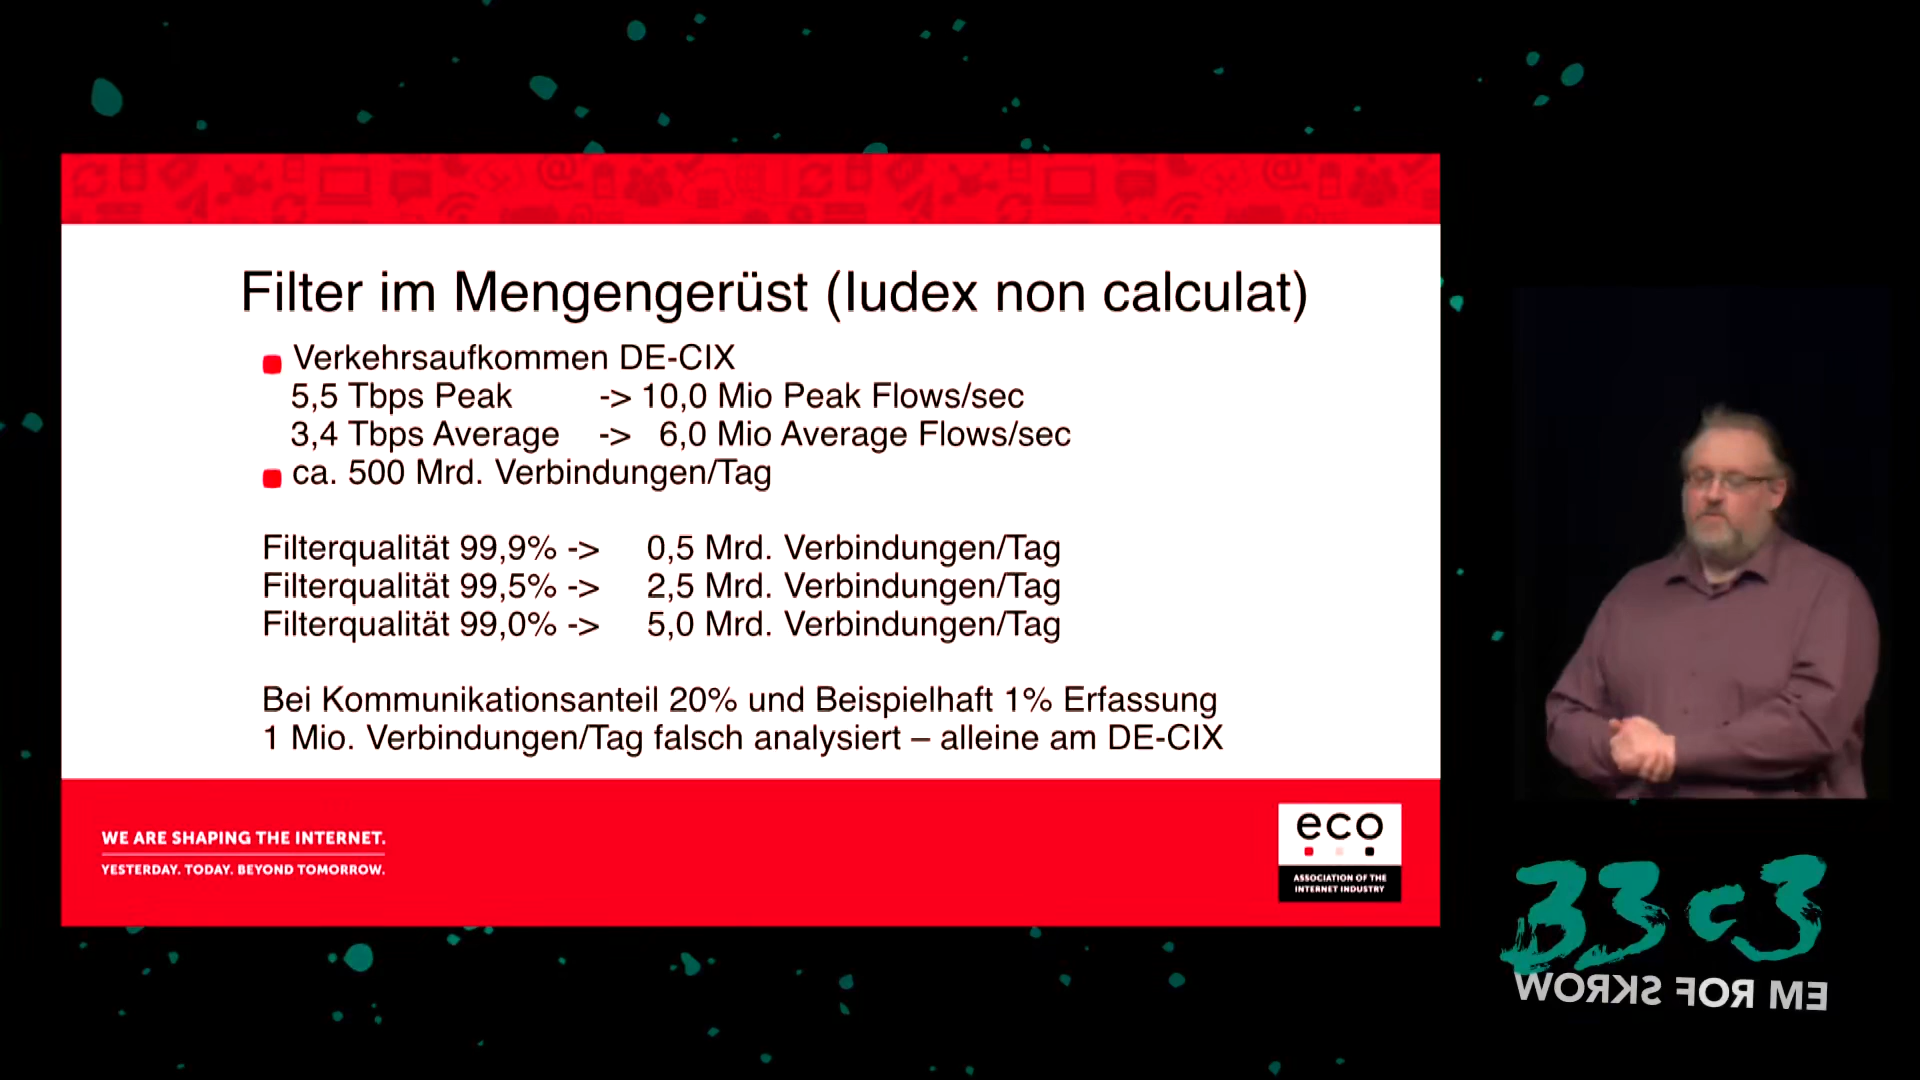 Filter im Mengengerüst (Iudex non calculat)
Verkehrsaufkommen DE-CIX
5,5 Tbps Peak -> 10,0 Mio Peak Flows/sec
3,4 Tbps Average -> 6,0 Mio Average Flows/sec
ca. 500 Mrd. Verbindungen/Tag
Filterqualität 99,9% -> 0,5 Mrd. Verbindungen/Tag
Filterqualität 99,5% -> 2,5 Mrd. Verbindungen/Tag
Filterqualität 99,0% -> 5,0 Mrd. Verbindungen/Tag
Bei Kommunikationsanteil 20% und Beispielhaft 1% Erfassung
1 Mio. Verbindungen/Tag falsch analysiert – alleine am DE-CIX
WE ARE SHAPING THE INTERNET.
YESTERDAY. TODAY. BEYOND TOMORROW.
eco
ASSOCIATION OF THE
INTERNET INDUSTRY
33c3
WORKS FOR ME